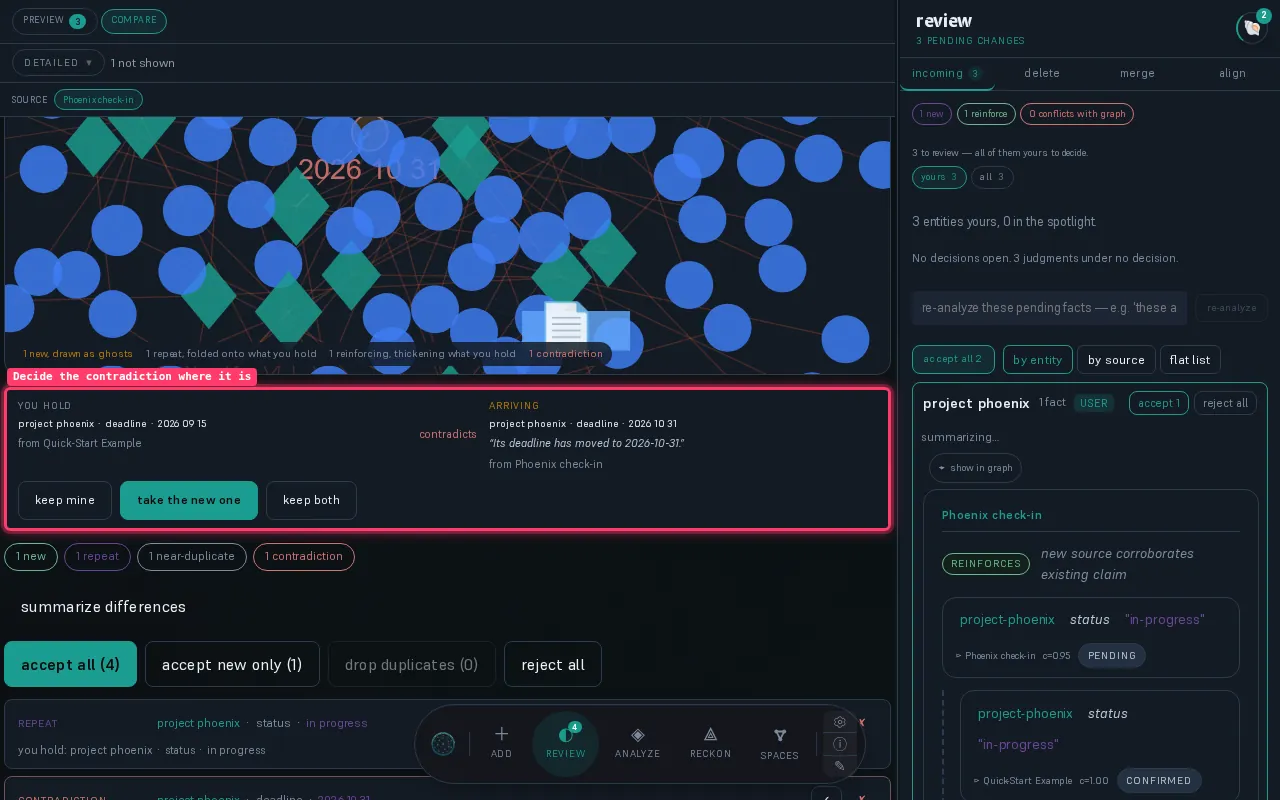 PREVIEW 3 COMPARE
DETAILED ▾ 1 not shown
SOURCE Phoenix check-in
2026 10 31
1 new, drawn as ghosts 1 repeat, folded onto what you hold 1 reinforcing, thickening what you hold 1 contradiction
Decide the contradiction where it is
YOU HOLD
project phoenix · deadline · 2026 09 15
from Quick-Start Example
contradicts
ARRIVING
project phoenix · deadline · 2026 10 31
"Its deadline has moved to 2026-10-31."
from Phoenix check-in
keep mine take the new one keep both
1 new 1 repeat 1 near-duplicate 1 contradiction
summarize differences
accept all (4) accept new only (1) drop duplicates (0) reject all
REPEAT project phoenix · status · in progress
you hold: project phoenix · status · in progress
CONTRADICTION project phoenix · deadline · 2026 10 31
ADD
REVIEW 4
ANALYZE
RECKON
SPACES
review 2
3 PENDING CHANGES
incoming 3 delete merge align
1 new 1 reinforce 0 conflicts with graph
3 to review — all of them yours to decide.
yours 3 all 3
3 entities yours, 0 in the spotlight.
No decisions open. 3 judgments under no decision.
re-analyze these pending facts — e.g. 'these a re-analyze
accept all 2 by entity by source flat list
project phoenix 1 fact USER accept 1 reject all
summarizing…
show in graph
Phoenix check-in
REINFORCES new source corroborates
existing claim
project-phoenix status "in-progress"
Phoenix check-in c=0.95 PENDING
project-phoenix status
"in-progress"
Quick-Start Example c=1.00 CONFIRMED